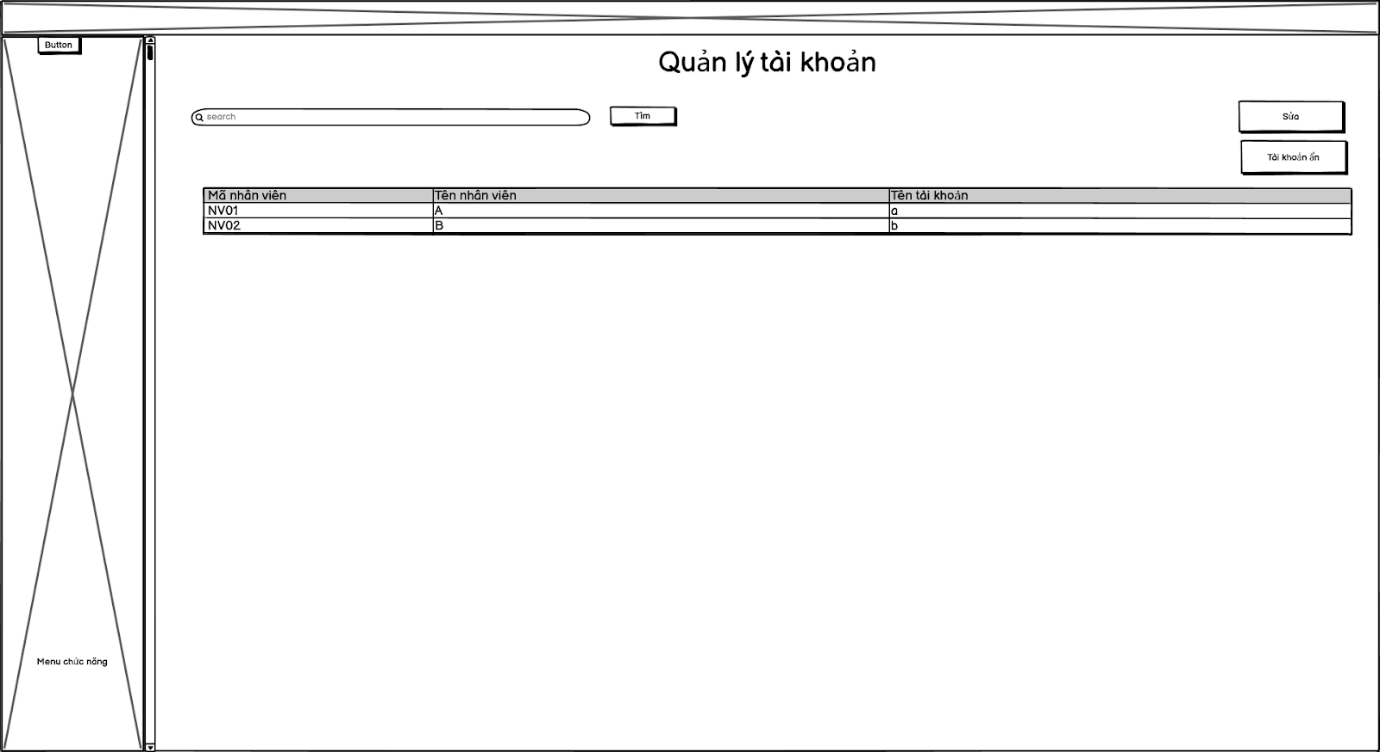 Button
Quản lý tài khoản
search
Tìm
Sửa
Tài khoản ẩn
Mã nhân viên Tên nhân viên Tên tài khoản
NV01 A a
NV02 B b
Menu chức năng